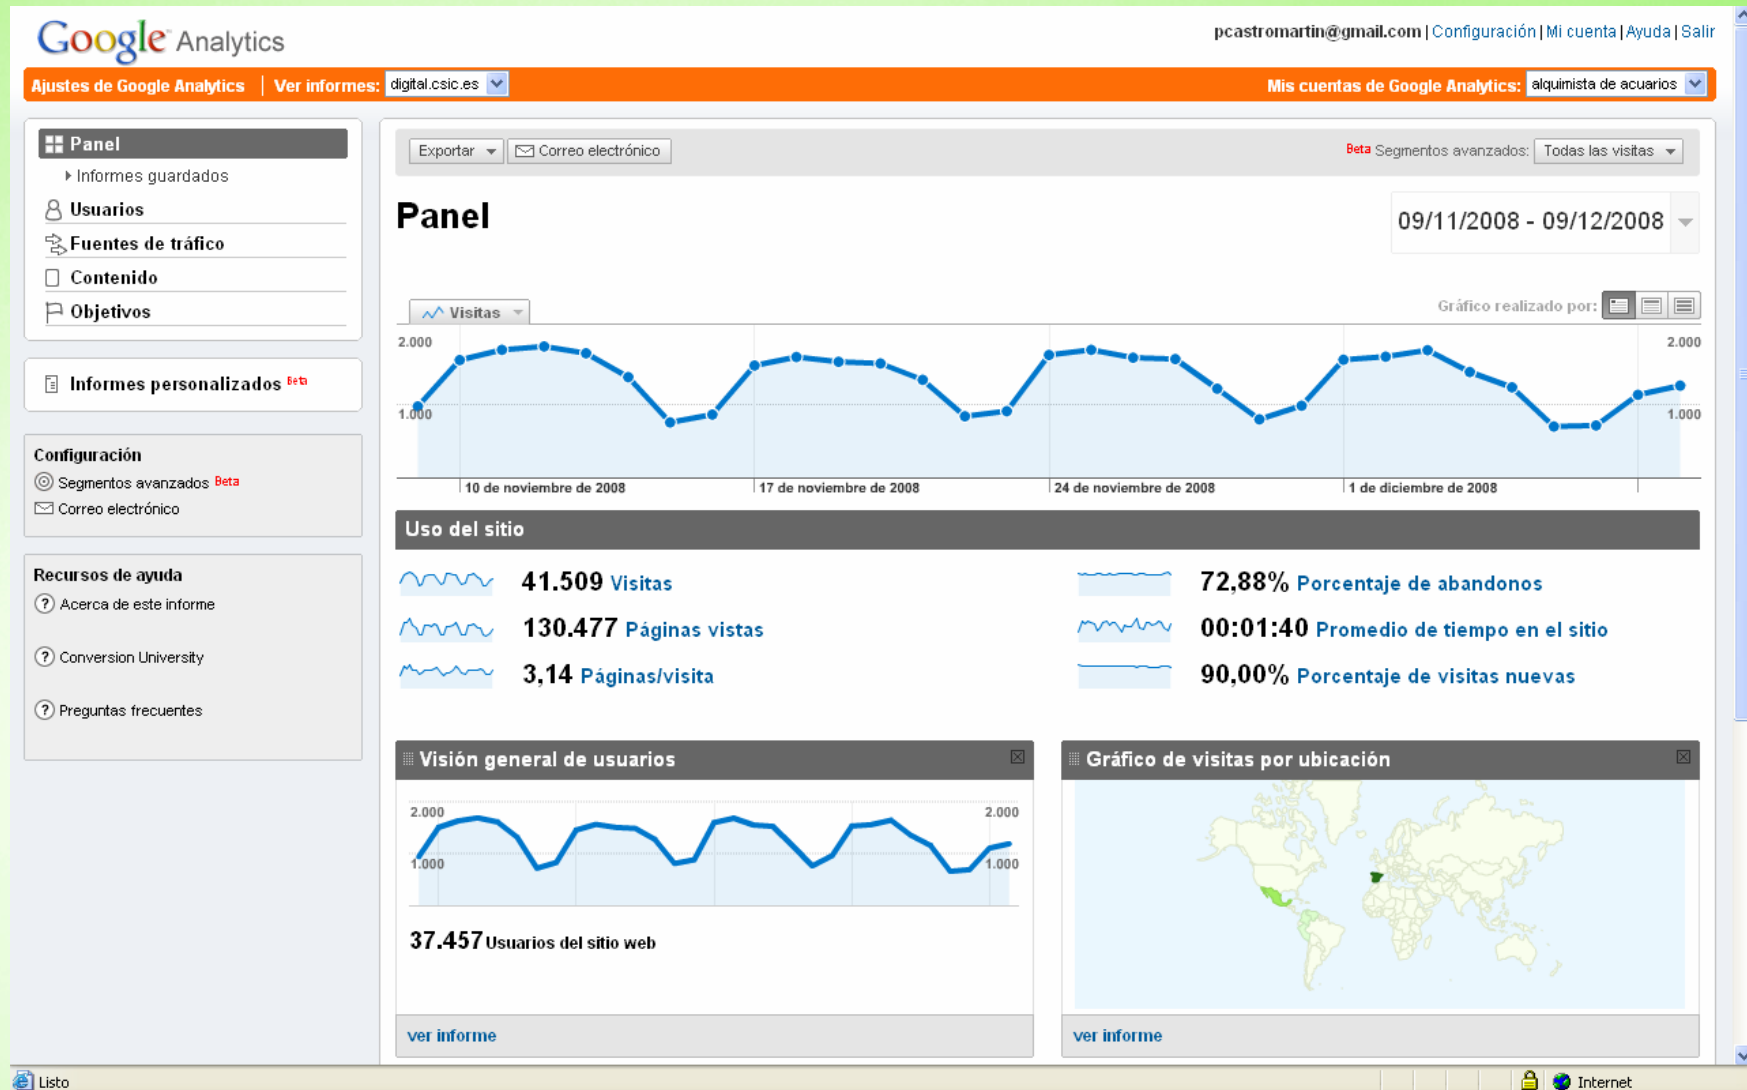 Google Analytics
pcastromartin@gmail.com | Configuración | Mi cuenta | Ayuda | Salir
Ajustes de Google Analytics | Ver informes: digital.csic.es
Mis cuentas de Google Analytics: alquimista de acuarios
Panel
Informes guardados
Usuarios
Fuentes de tráfico
Contenido
Objetivos
Informes personalizados Beta
Configuración
Segmentos avanzados Beta
Correo electrónico
Recursos de ayuda
? Acerca de este informe
? Conversion University
? Preguntas frecuentes
Exportar
Correo electrónico
Beta Segmentos avanzados: Todas las visitas
Panel
09/11/2008 - 09/12/2008
Visitas
Gráfico realizado por:
2.000
2.000
1.000
1.000
10 de noviembre de 2008
17 de noviembre de 2008
24 de noviembre de 2008
1 de diciembre de 2008
Uso del sitio
41.509 Visitas
72,88% Porcentaje de abandonos
130.477 Páginas vistas
00:01:40 Promedio de tiempo en el sitio
3,14 Páginas/visita
90,00% Porcentaje de visitas nuevas
Visión general de usuarios
2.000
2.000
1.000
1.000
37.457 Usuarios del sitio web
ver informe
Gráfico de visitas por ubicación
ver informe
Listo
Internet